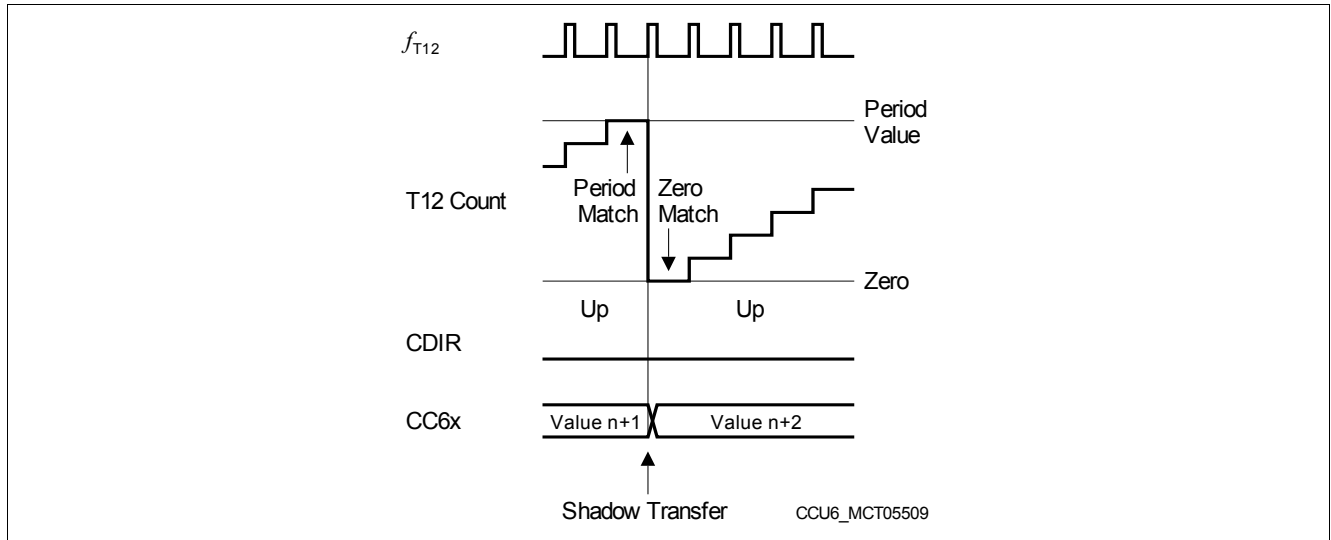 fT12
Period
Value
Period
Match
Zero
Match
T12 Count
Zero
Up
Up
CDIR
CC6x
Value n+1
Value n+2
Shadow Transfer
CCU6_MCT05509